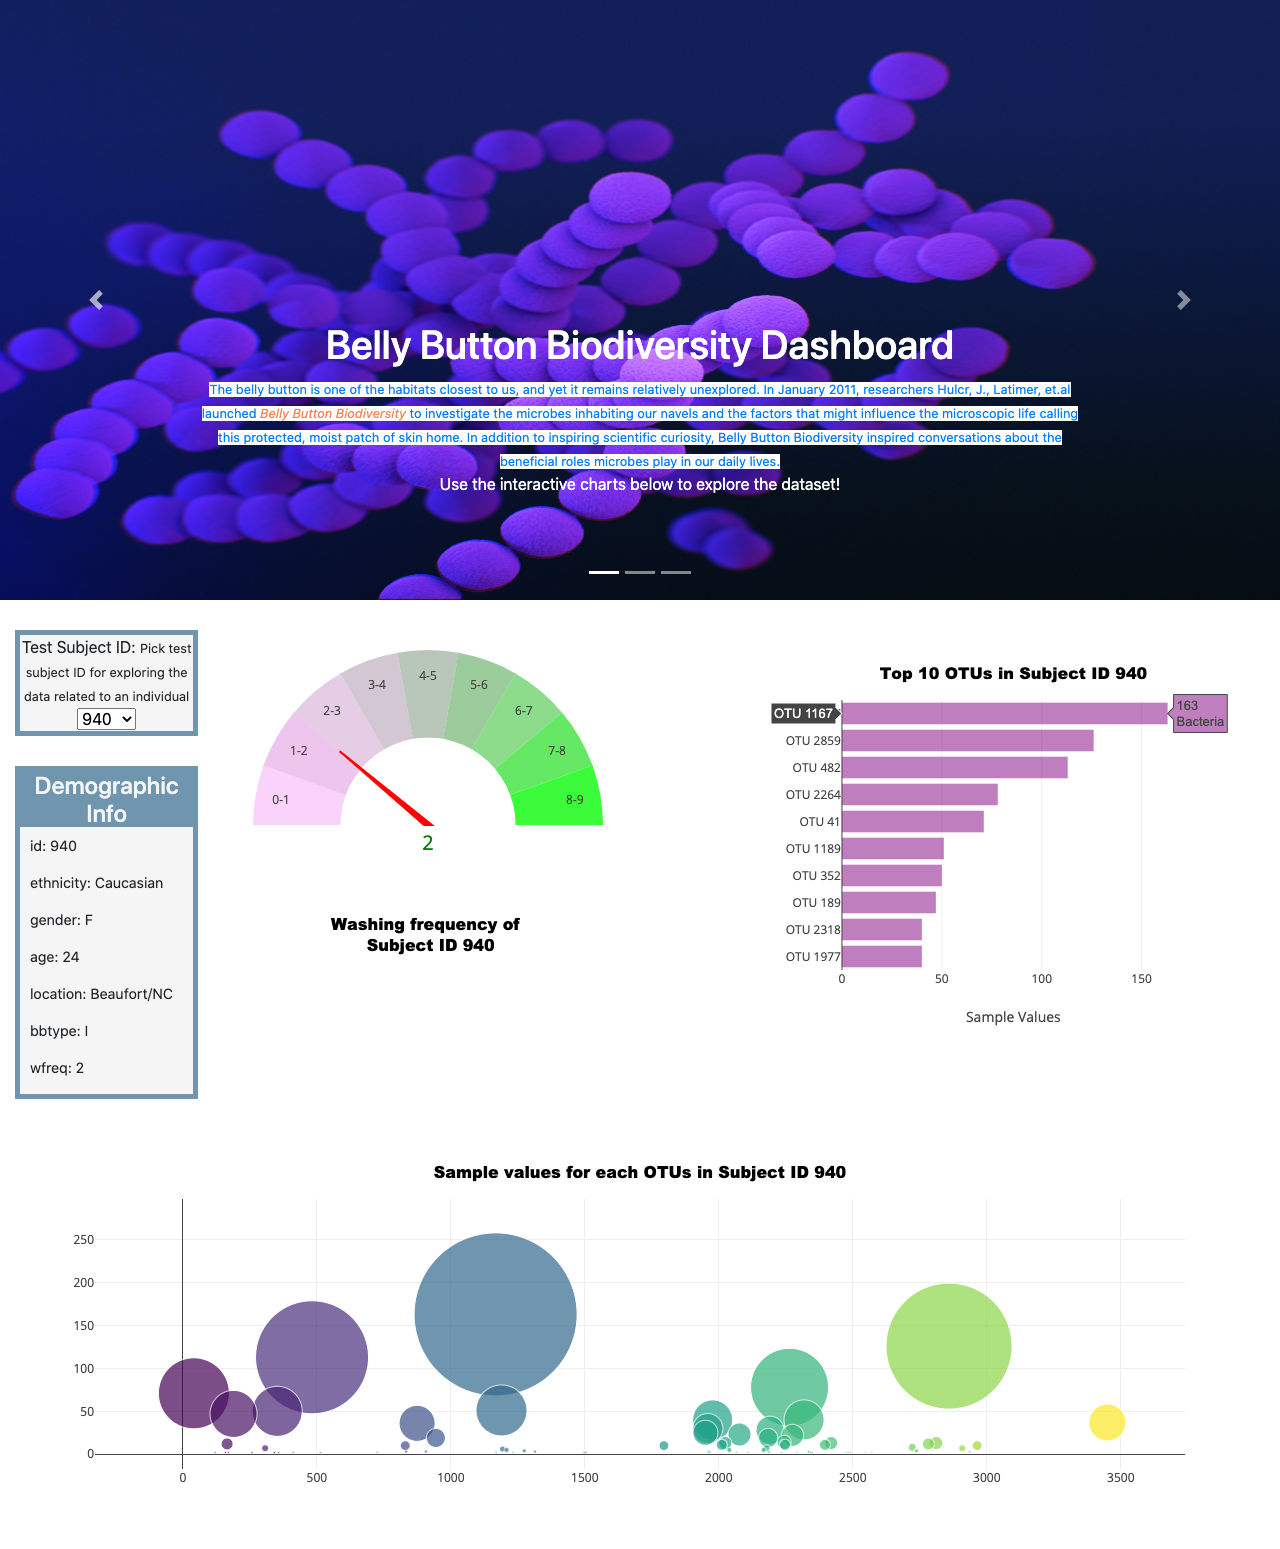 Belly Button Biodiversity Dashboard
The belly button is one of the habitats closest to us, and yet it remains relatively unexplored. In January 2011, researchers Hulcr, J., Latimer, et.al
launched Belly Button Biodiversity to investigate the microbes inhabiting our navels and the factors that might influence the microscopic life calling
this protected, moist patch of skin home. In addition to inspiring scientific curiosity, Belly Button Biodiversity inspired conversations about the
beneficial roles microbes play in our daily lives.
Use the interactive charts below to explore the dataset!
Test Subject ID: Pick test
subject ID for exploring the
data related to an individual
940
Demographic
Info
id: 940
ethnicity: Caucasian
gender: F
age: 24
location: Beaufort/NC
bbtype: I
wfreq: 2
0-1
1-2
2-3
3-4
4-5
5-6
6-7
7-8
8-9
2
Washing frequency of
Subject ID 940
Top 10 OTUs in Subject ID 940
OTU 1167
163
Bacteria
OTU 2859
OTU 482
OTU 2264
OTU 41
OTU 1189
OTU 352
OTU 189
OTU 2318
OTU 1977
0 50 100 150
Sample Values
Sample values for each OTUs in Subject ID 940
250
200
150
100
50
0
0 500 1000 1500 2000 2500 3000 3500